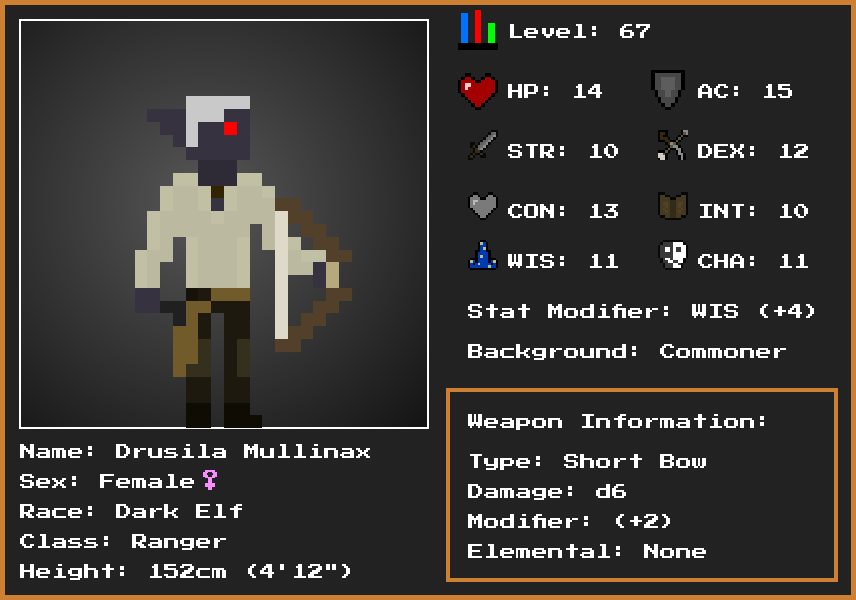 Level: 67
HP: 14 AC: 15
STR: 10 DEX: 12
CON: 13 INT: 10
WIS: 11 CHA: 11
Stat Modifier: WIS (+4)
Background: Commoner
Weapon Information:
Type: Short Bow
Damage: d6
Modifier: (+2)
Elemental: None
Name: Drusila Mullinax
Sex: Female♀
Race: Dark Elf
Class: Ranger
Height: 152cm (4'12")